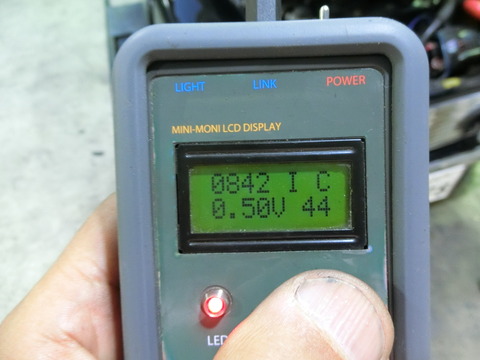 LIGHT LINK POWER
MINI-MONI LCD DISPLAY
0842 I C
0.50V 44
LED